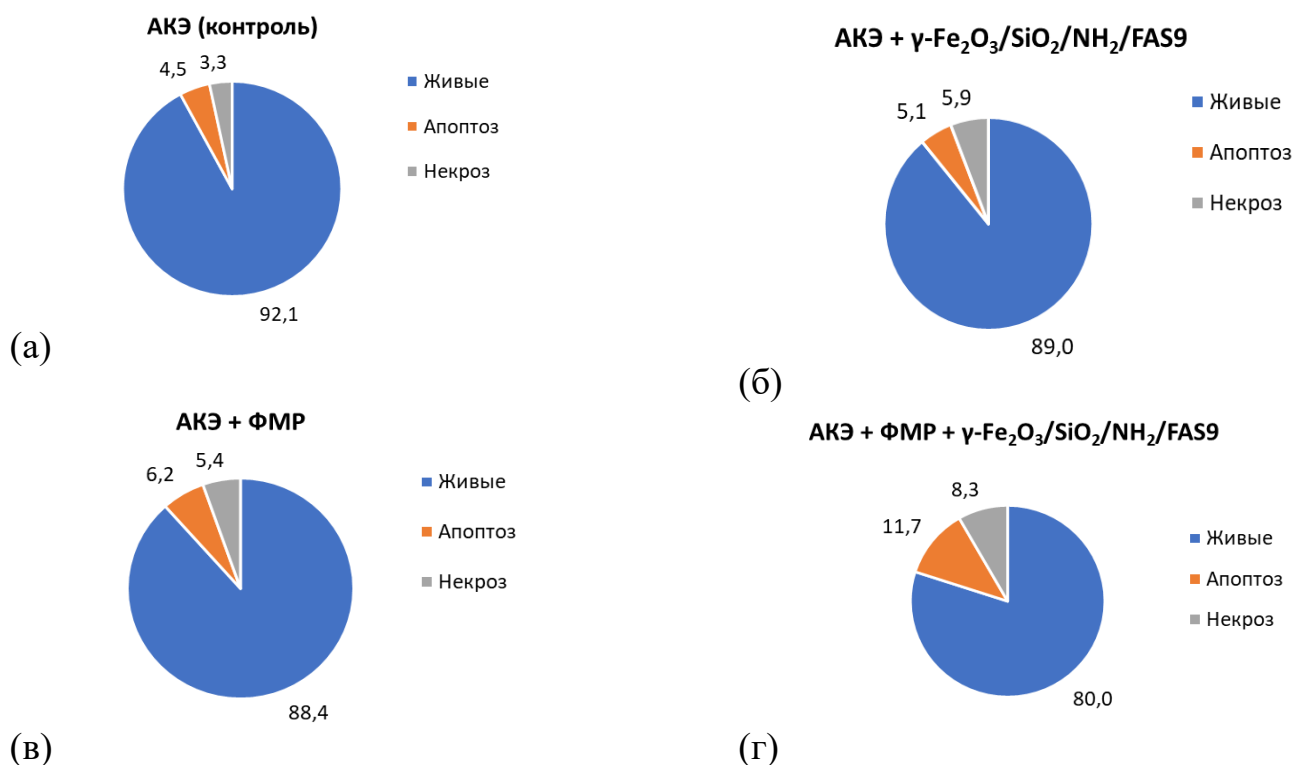 АКЭ (контроль)
4,5
3,3
92,1
Живые
Апоптоз
Некроз
(а)
АКЭ + γ-Fe₂O₃/SiO₂/NH₂/FAS9
5,1
5,9
89,0
Живые
Апоптоз
Некроз
(б)
АКЭ + ФМР
6,2
5,4
88,4
Живые
Апоптоз
Некроз
(в)
АКЭ + ФМР + γ-Fe₂O₃/SiO₂/NH₂/FAS9
11,7
8,3
80,0
Живые
Апоптоз
Некроз
(г)